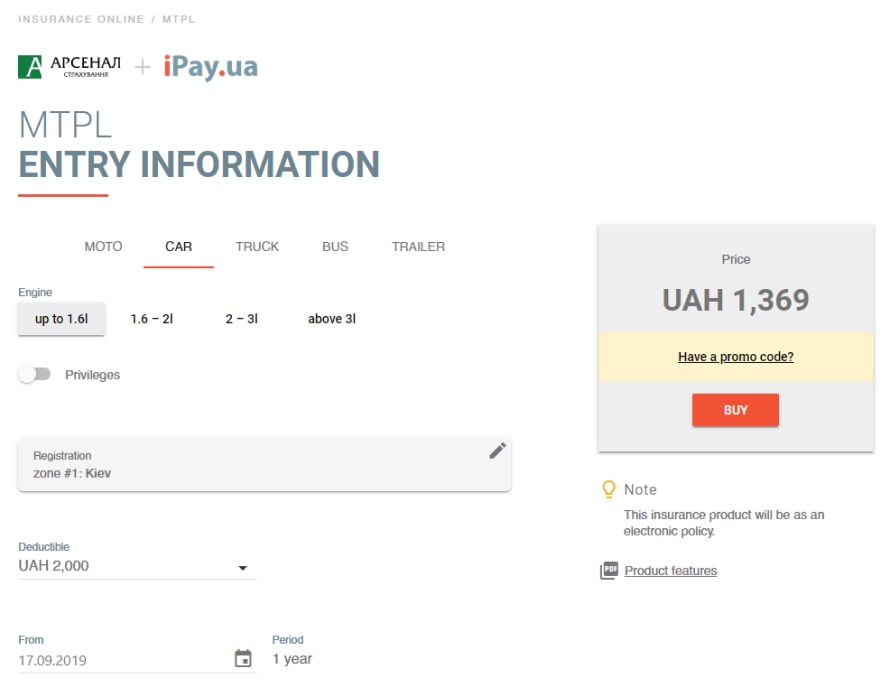 INSURANCE ONLINE / MTPL
А АРСЕНАЛ
СТРАХУВАННЯ
+ iPay.ua
MTPL
ENTRY INFORMATION
MOTO CAR TRUCK BUS TRAILER
Engine
up to 1.6l 1.6 – 2l 2 – 3l above 3l
Privileges
Registration
zone #1: Kiev
Deductible
UAH 2,000
From
17.09.2019
Period
1 year
Price
UAH 1,369
Have a promo code?
BUY
Note
This insurance product will be as an
electronic policy.
PDF Product features